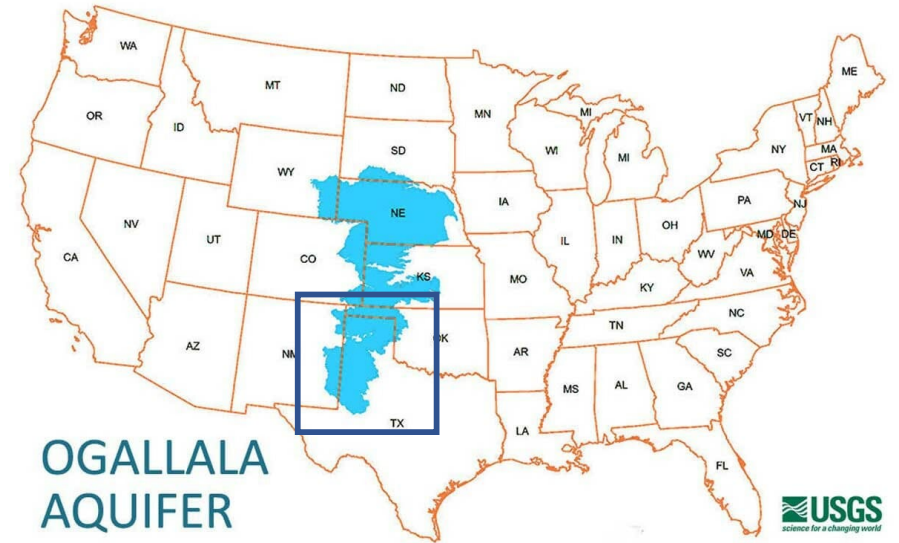 WA
MT
ND
MN
ME
OR
ID
SD
WI
MI
MI
VT
NH
NY
MA
CT
RI
WY
NE
IA
PA
NJ
NV
UT
CO
KS
IL
IN
OH
MD
DE
WV
VA
CA
MO
KY
NC
AZ
NM
OK
AR
TN
SC
MS
AL
GA
TX
LA
FL
OGALLALA
AQUIFER
USGS
science for a changing world